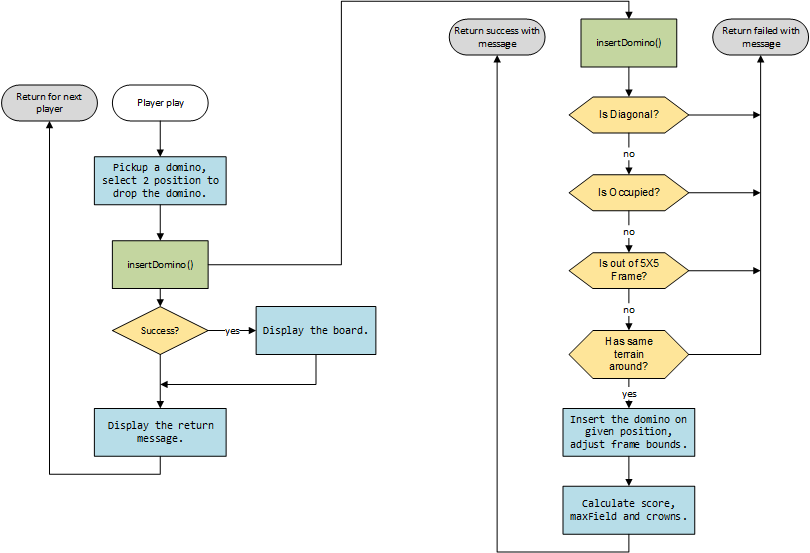 Return for next
player
Player play
Pickup a domino,
select 2 position to
drop the domino.
insertDomino()
Success?
yes
Display the board.
Display the return
message.
Return success with
message
insertDomino()
Return failed with
message
Is Diagonal?
no
Is Occupied?
no
Is out of 5X5
Frame?
no
Has same
terrain
around?
yes
Insert the domino on
given position,
adjust frame bounds.
Calculate score,
maxField and crowns.